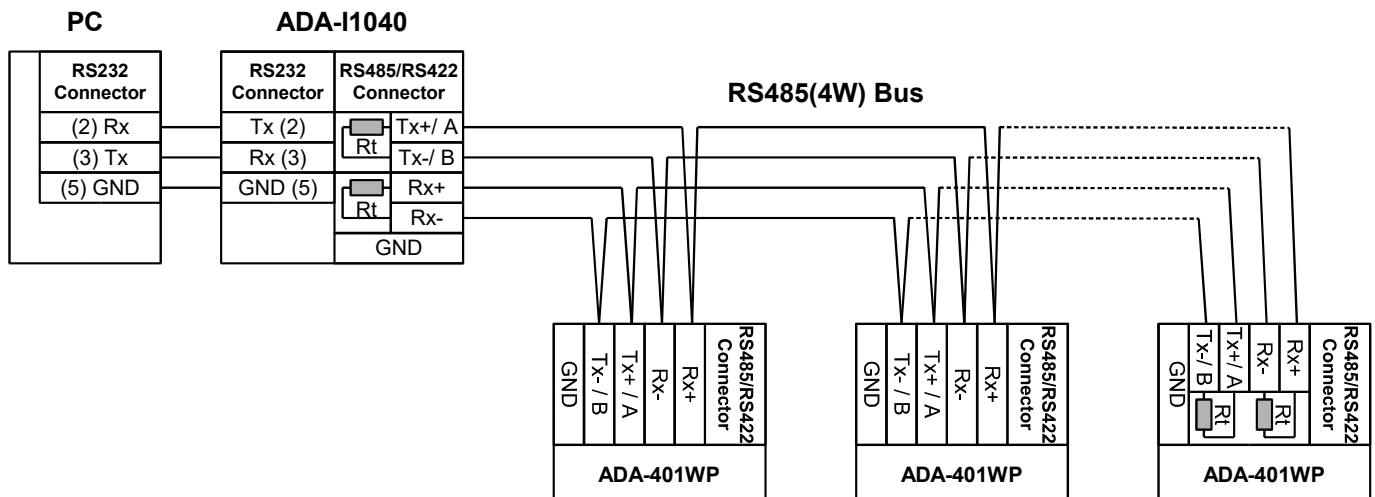 PC
ADA-I1040
RS232
Connector
RS232
Connector
RS485/RS422
Connector
RS485(4W) Bus
(2) Rx
Tx (2)
Tx+/ A
Rt
(3) Tx
Rx (3)
Tx-/ B
(5) GND
GND (5)
Rx+
Rt
Rx-
GND
GND
Tx- / B
Tx+ / A
Rx-
Rx+
RS485/RS422
Connector
ADA-401WP
GND
Tx- / B
Tx+ / A
Rx-
Rx+
RS485/RS422
Connector
ADA-401WP
GND
Tx-/ B
Tx+/ A
Rx-
Rx+
Rt
Rt
RS485/RS422
Connector
ADA-401WP